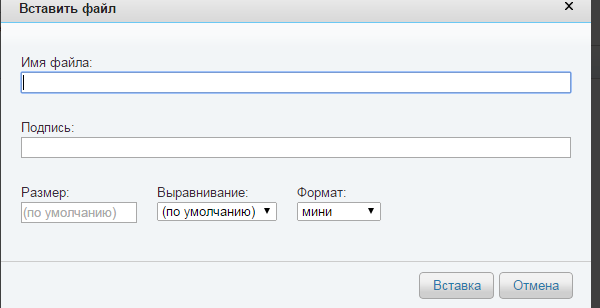 Вставить файл
Имя файла:
Подпись:
Размер: Выравнивание: Формат:
(по умолчанию) (по умолчанию) мини
Вставка Отмена